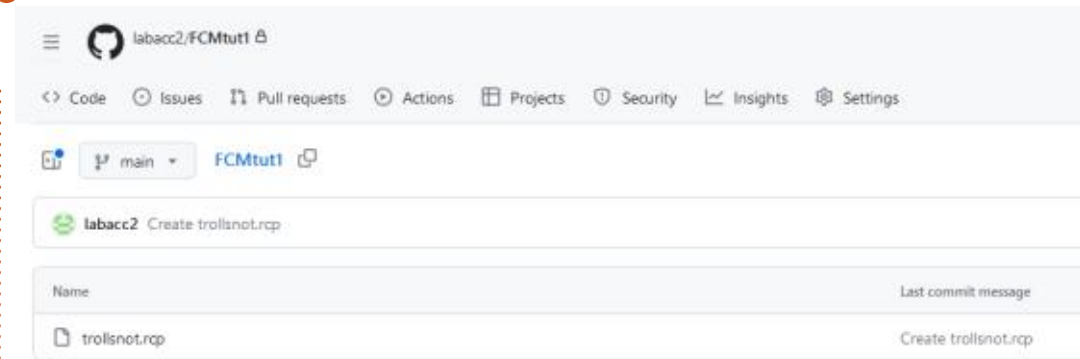 labacc2/FCMtut1
Code Issues Pull requests Actions Projects Security Insights Settings
main FCMtut1
labacc2 Create trollsnot.rcp
Name Last commit message
trollsnot.rcp Create trollsnot.rcp